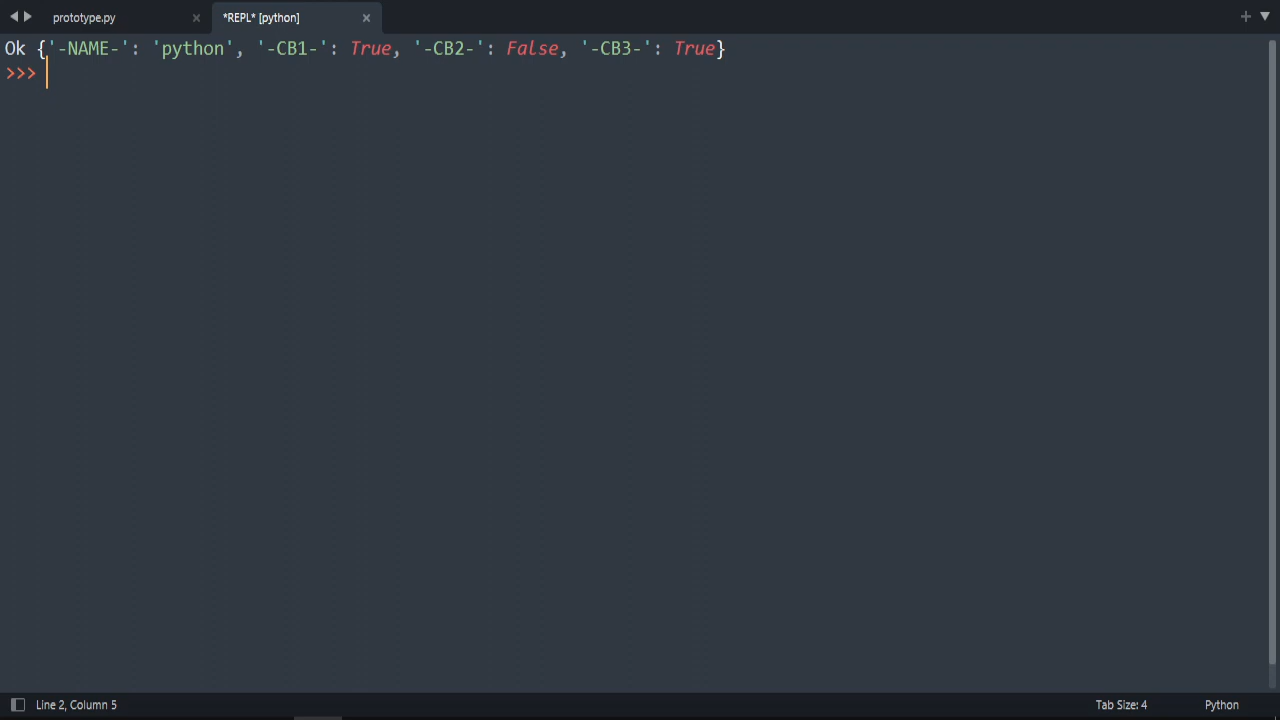 prototype.py × *REPL* [python] ×
Ok {'-NAME-': 'python', '-CB1-': True, '-CB2-': False, '-CB3-': True}
>>>
Line 2, Column 5 Tab Size: 4 Python